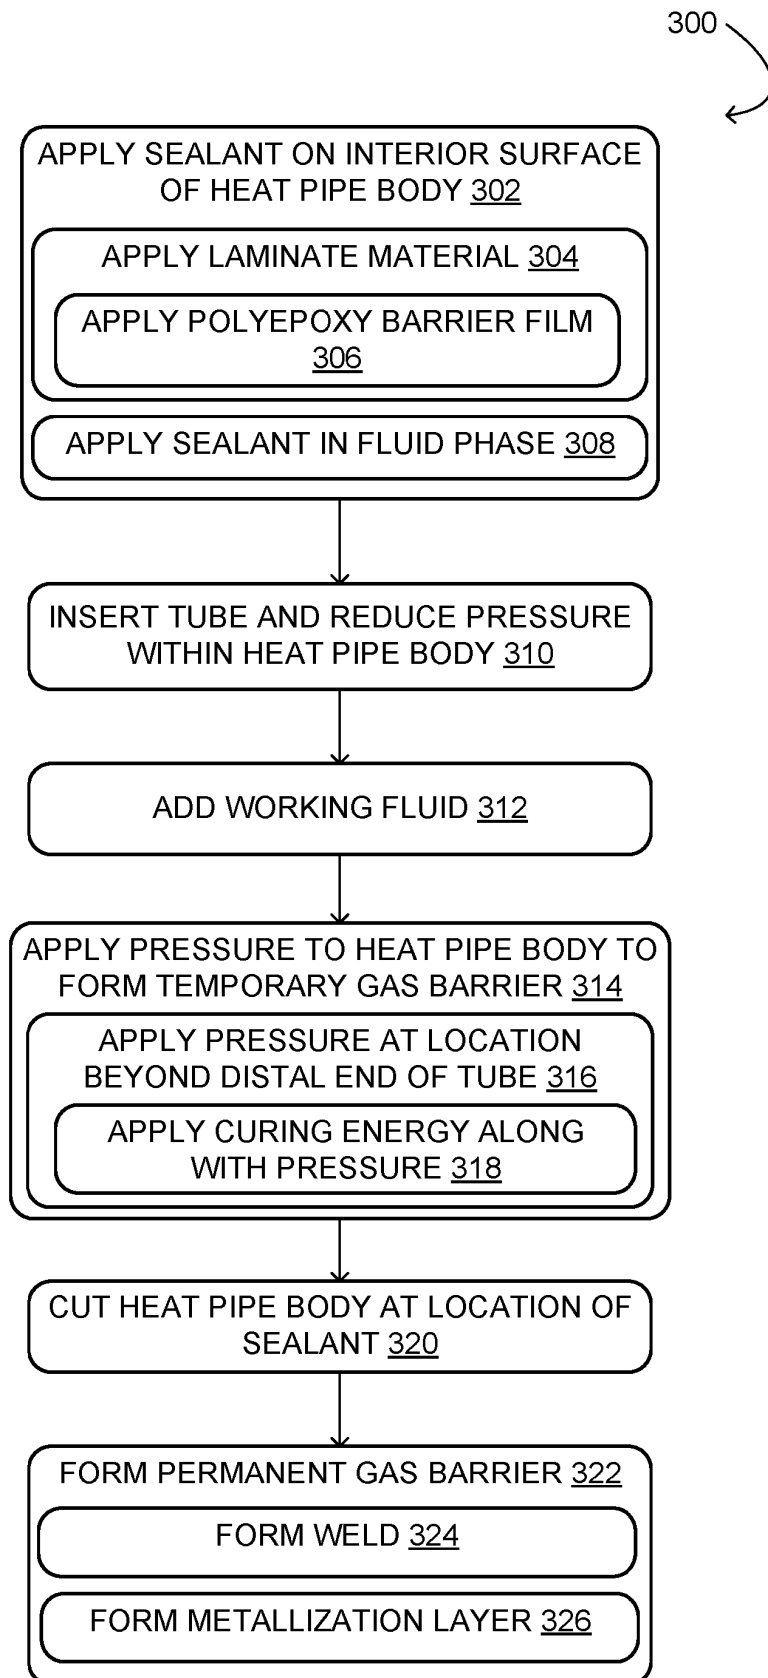 300
APPLY SEALANT ON INTERIOR SURFACE
OF HEAT PIPE BODY 302
APPLY LAMINATE MATERIAL 304
APPLY POLYEPOXY BARRIER FILM
306
APPLY SEALANT IN FLUID PHASE 308
INSERT TUBE AND REDUCE PRESSURE
WITHIN HEAT PIPE BODY 310
ADD WORKING FLUID 312
APPLY PRESSURE TO HEAT PIPE BODY TO
FORM TEMPORARY GAS BARRIER 314
APPLY PRESSURE AT LOCATION
BEYOND DISTAL END OF TUBE 316
APPLY CURING ENERGY ALONG
WITH PRESSURE 318
CUT HEAT PIPE BODY AT LOCATION OF
SEALANT 320
FORM PERMANENT GAS BARRIER 322
FORM WELD 324
FORM METALLIZATION LAYER 326